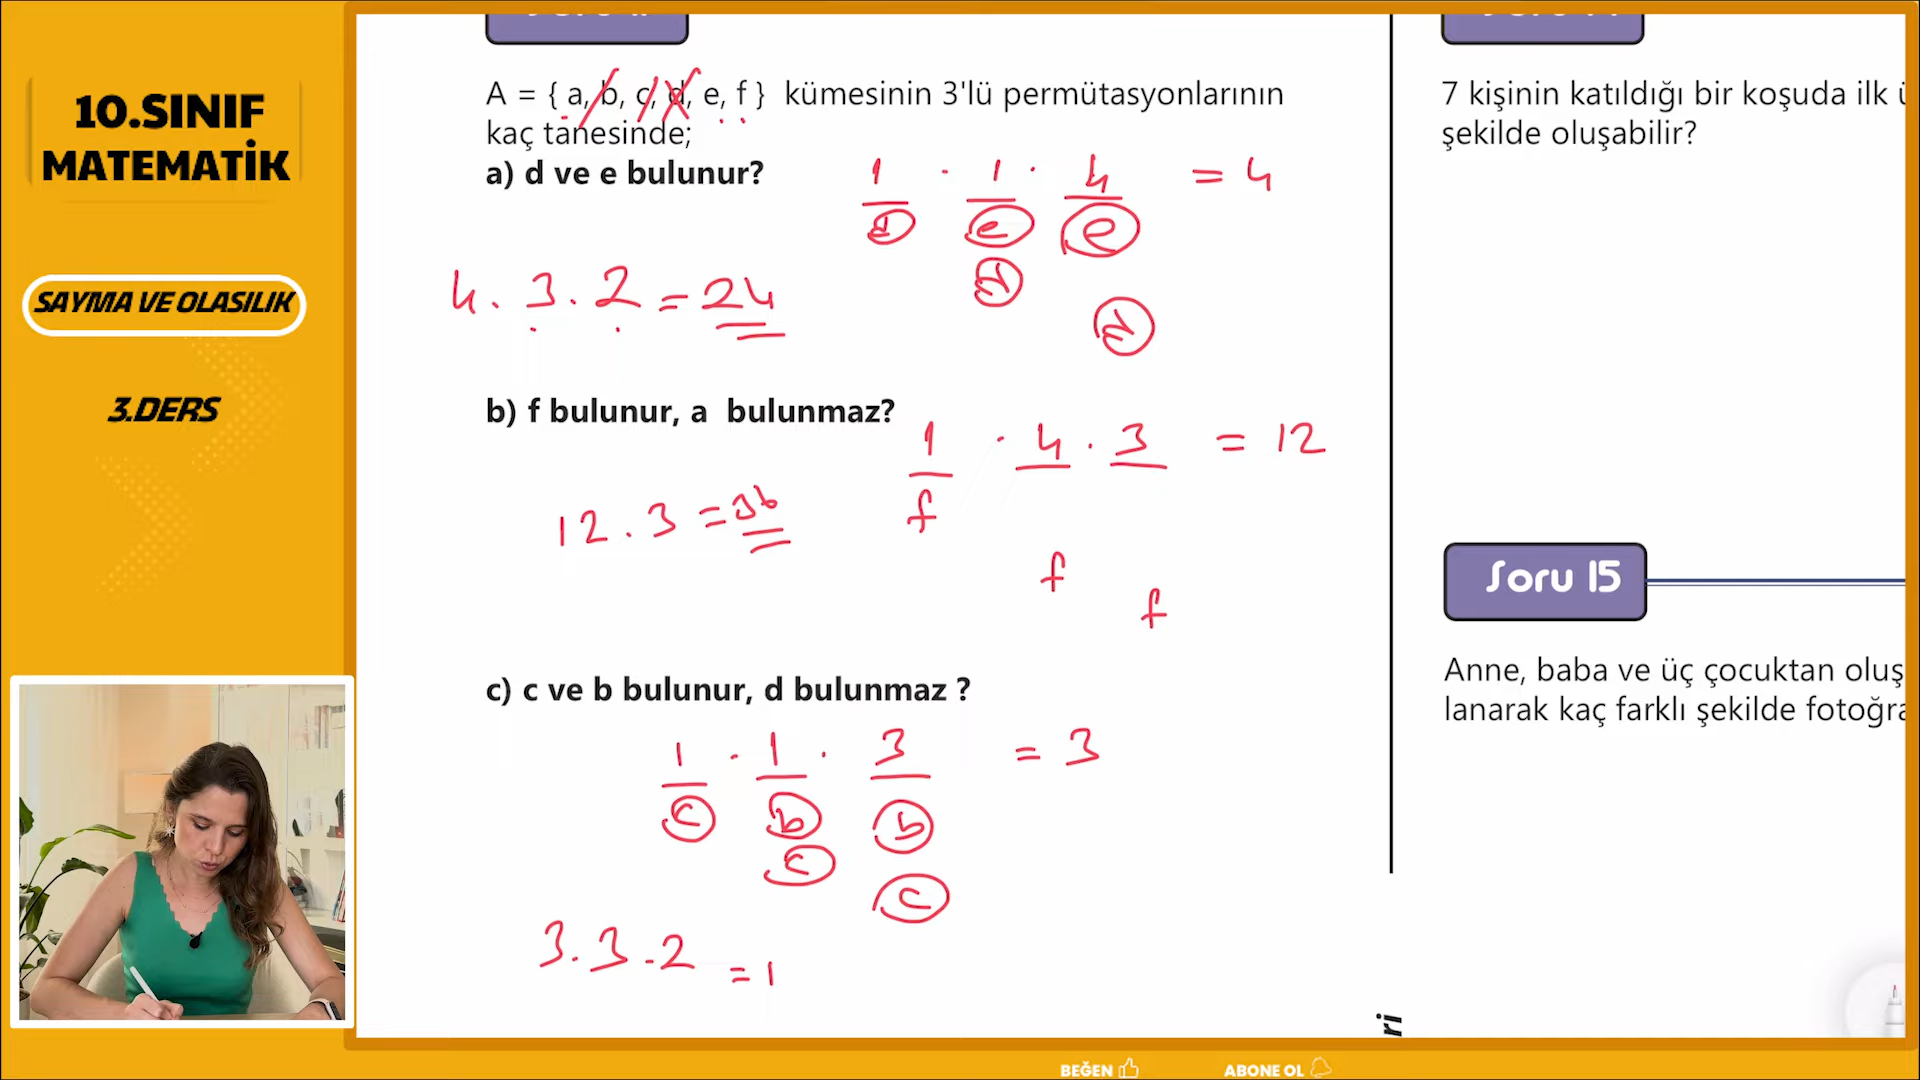 10.SINIF
MATEMATİK
SAYMA VE OLASILIK
3.DERS
A = { a, b, c, d, e, f } kümesinin 3'lü permütasyonlarının
kaç tanesinde;
a) d ve e bulunur?
1 . 1 . 4 = 4
d e e
d
d
4 . 3 . 2 = 24
b) f bulunur, a bulunmaz?
1 . 4 . 3 = 12
f
12 . 3 = 36
f
f
c) c ve b bulunur, d bulunmaz ?
1 . 1 . 3 = 3
c b b
c
c
3 . 3 . 2 = 1
7 kişinin katıldığı bir koşuda ilk
şekilde oluşabilir?
Soru 15
Anne, baba ve üç çocuktan oluş
lanarak kaç farklı şekilde fotoğra
ri
BEĞEN
ABONE OL